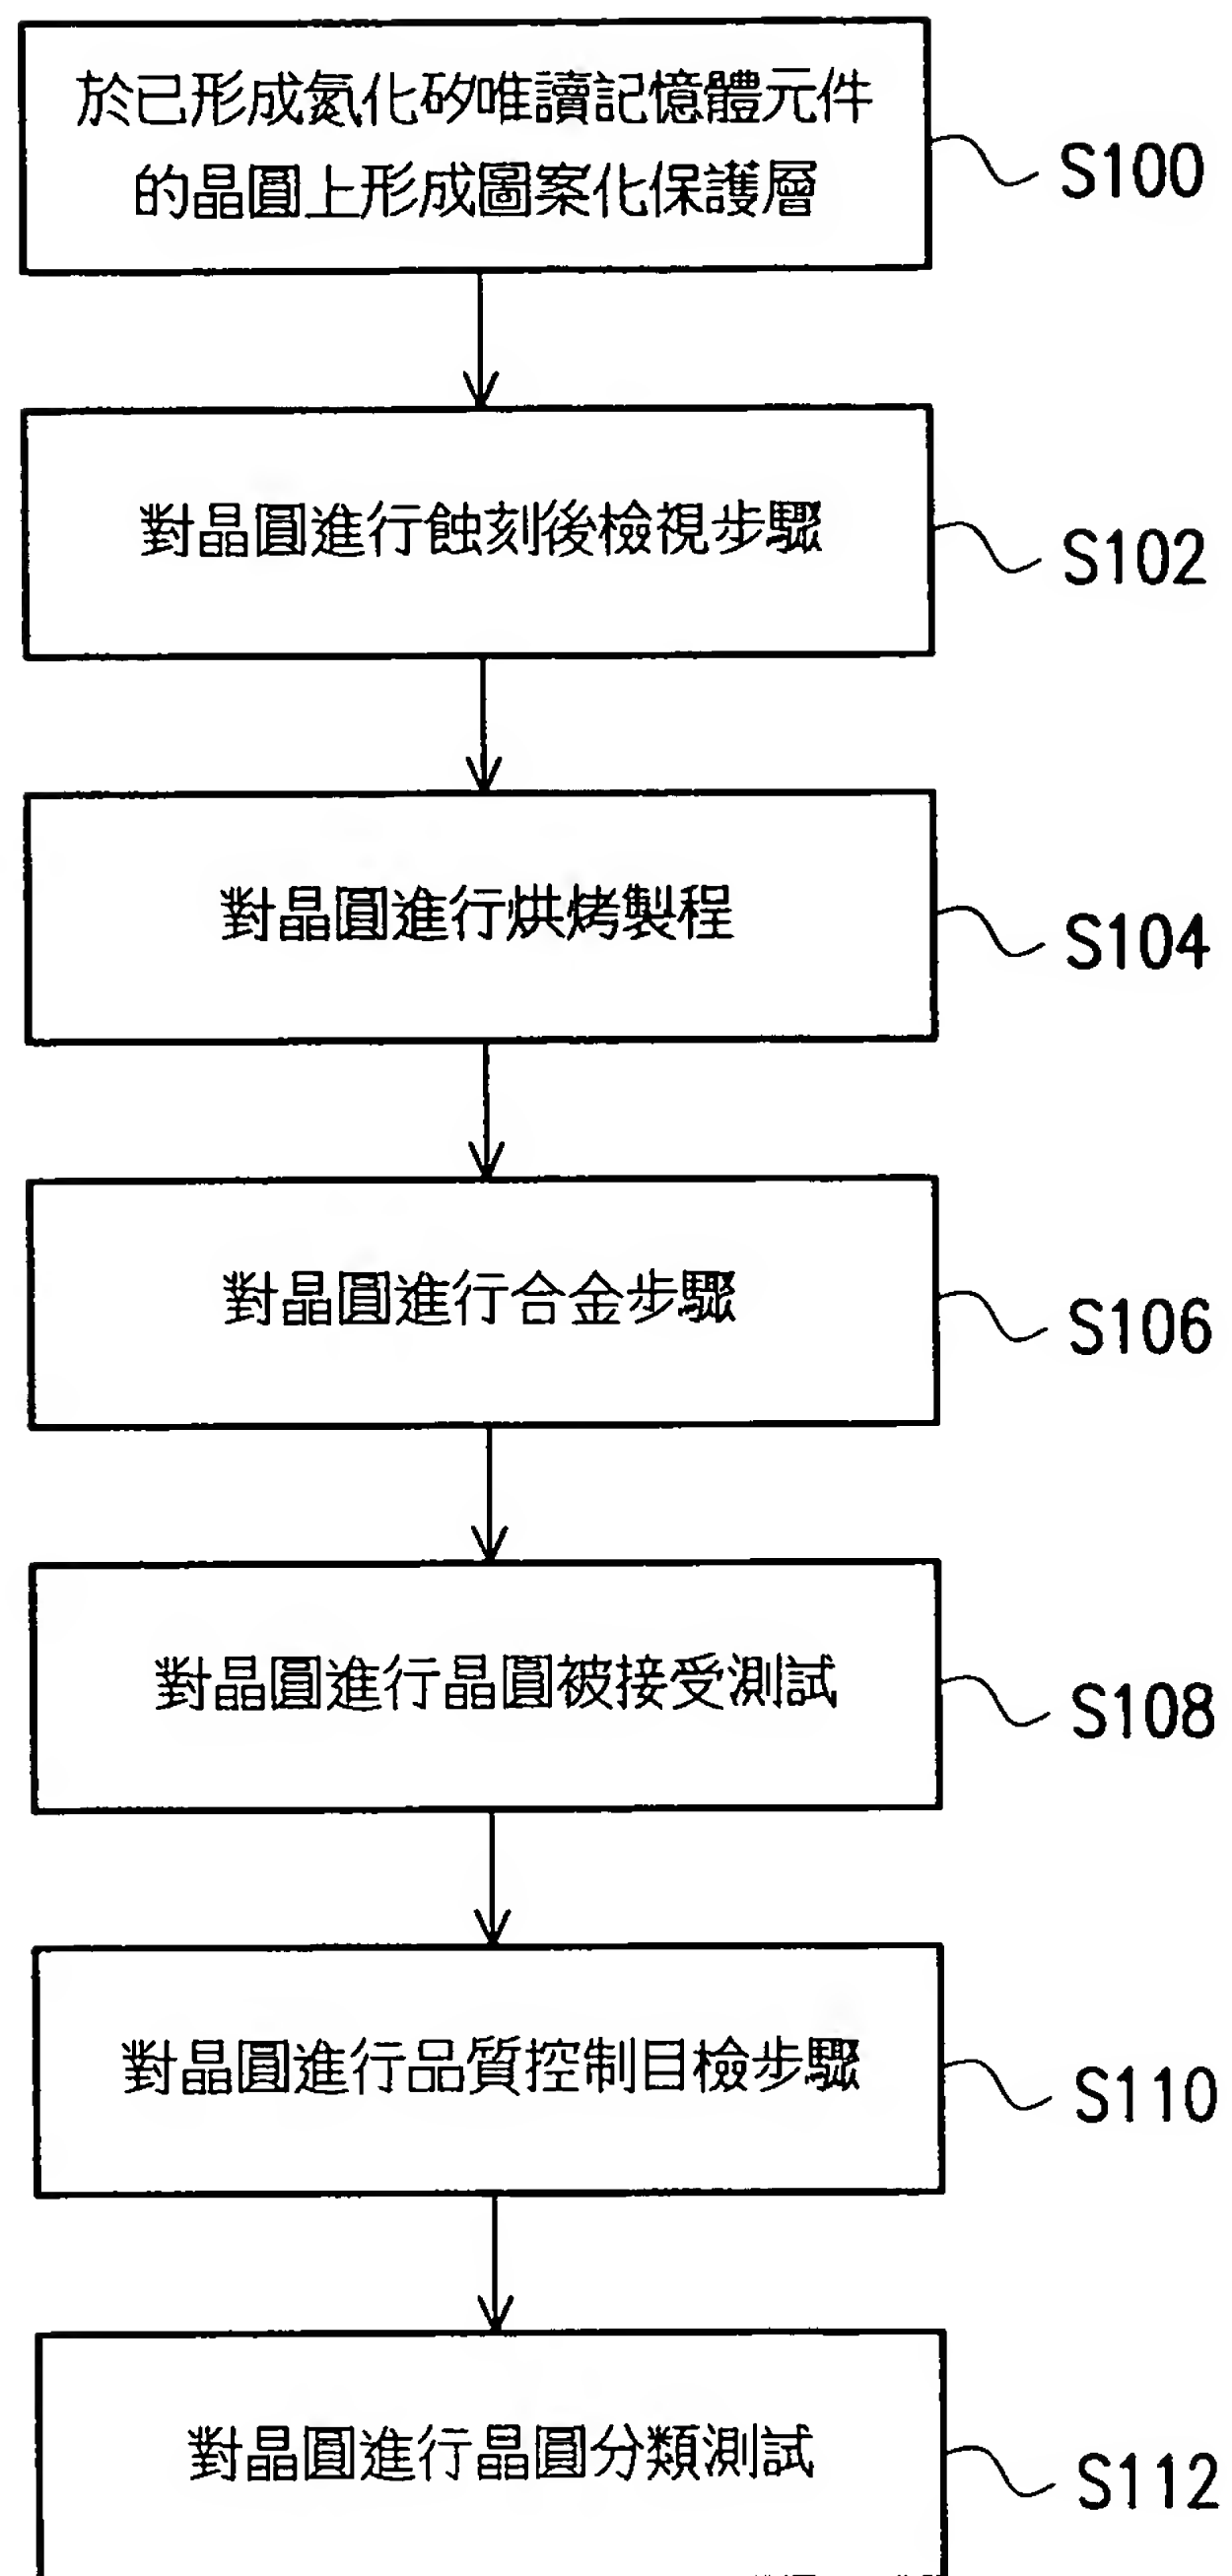 於已形成氮化矽唯讀記憶體元件
的晶圓上形成圖案化保護層
S100
對晶圓進行蝕刻後檢視步驟
S102
對晶圓進行烘烤製程
S104
對晶圓進行合金步驟
S106
對晶圓進行晶圓被接受測試
S108
對晶圓進行品質控制目檢步驟
S110
對晶圓進行晶圓分類測試
S112